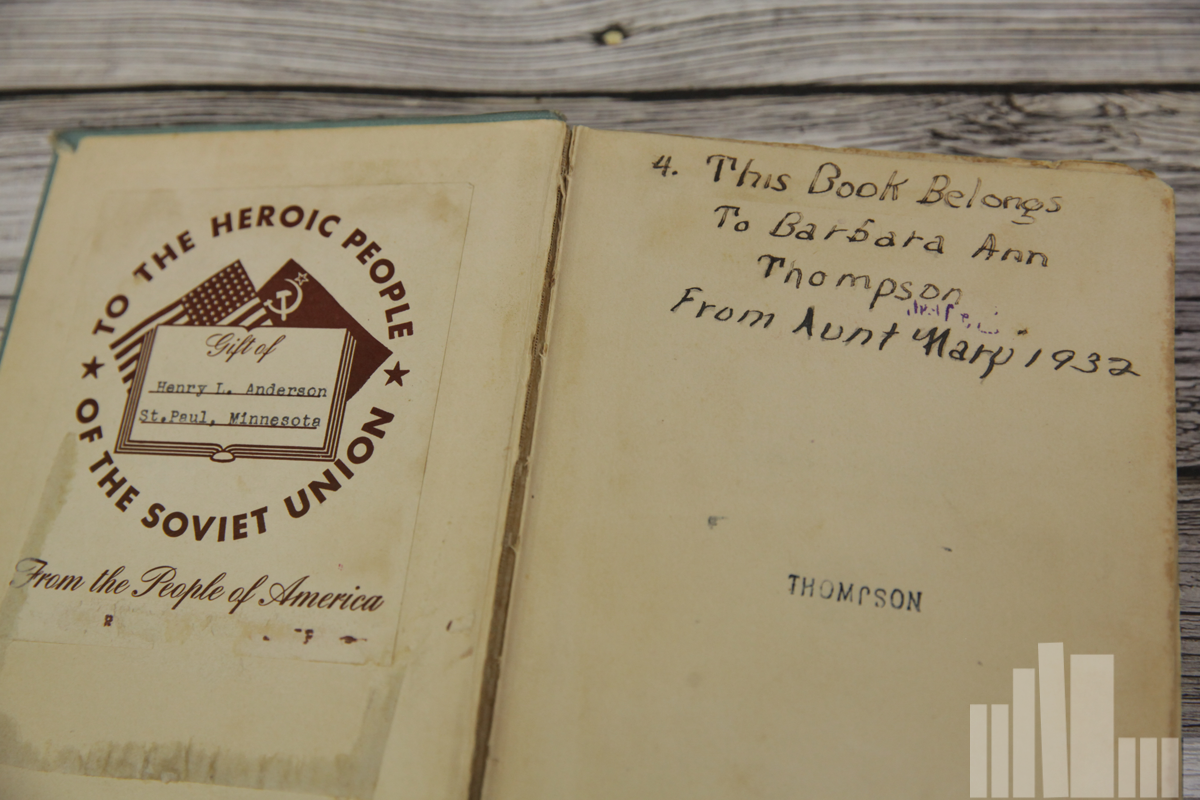 TO THE HEROIC PEOPLE
OF THE SOVIET UNION
Gift of
Henry L. Anderson
St.Paul, Minnesota
From the People of America
4. This Book Belongs
To Barbara Ann
Thompson
From Aunt Mary 1932
THOMPSON